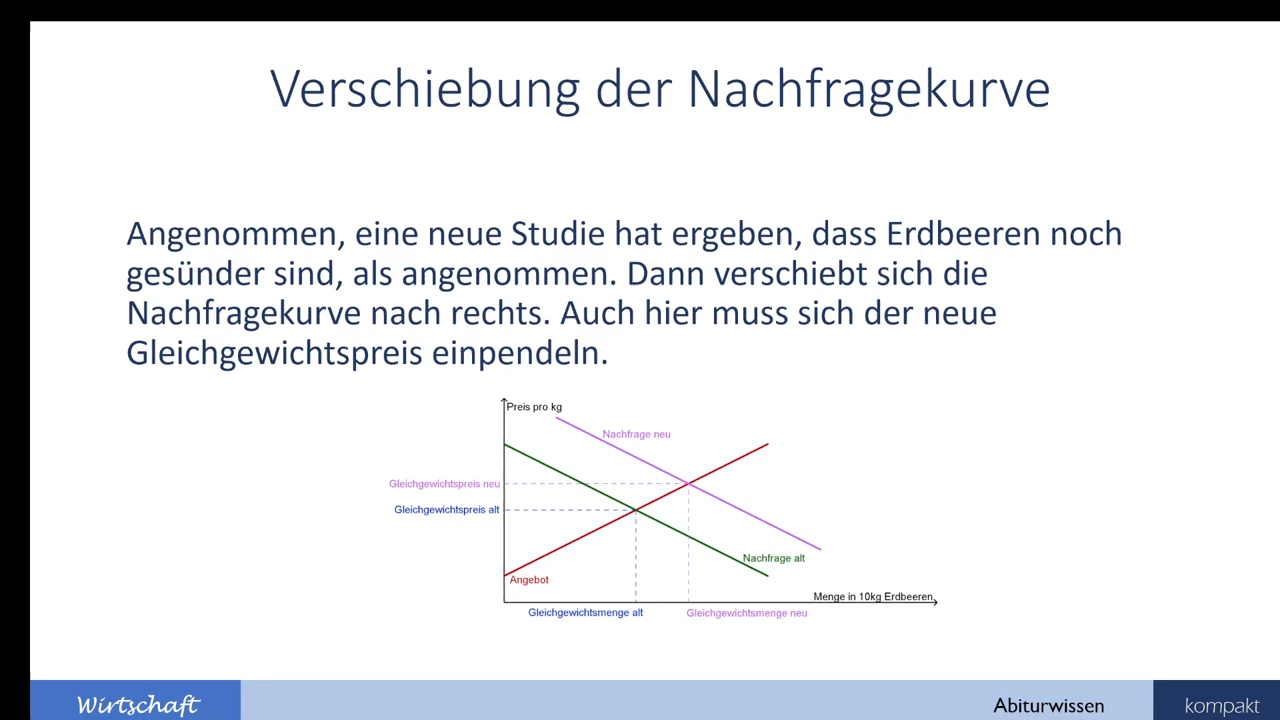 Verschiebung der Nachfragekurve
Angenommen, eine neue Studie hat ergeben, dass Erdbeeren noch
gesünder sind, als angenommen. Dann verschiebt sich die
Nachfragekurve nach rechts. Auch hier muss sich der neue
Gleichgewichtspreis einpendeln.
Preis pro kg
Nachfrage neu
Gleichgewichtspreis neu
Gleichgewichtspreis alt
Nachfrage alt
Angebot
Menge in 10kg Erdbeeren
Gleichgewichtsmenge alt
Gleichgewichtsmenge neu
Wirtschaft
Abiturwissen
kompakt